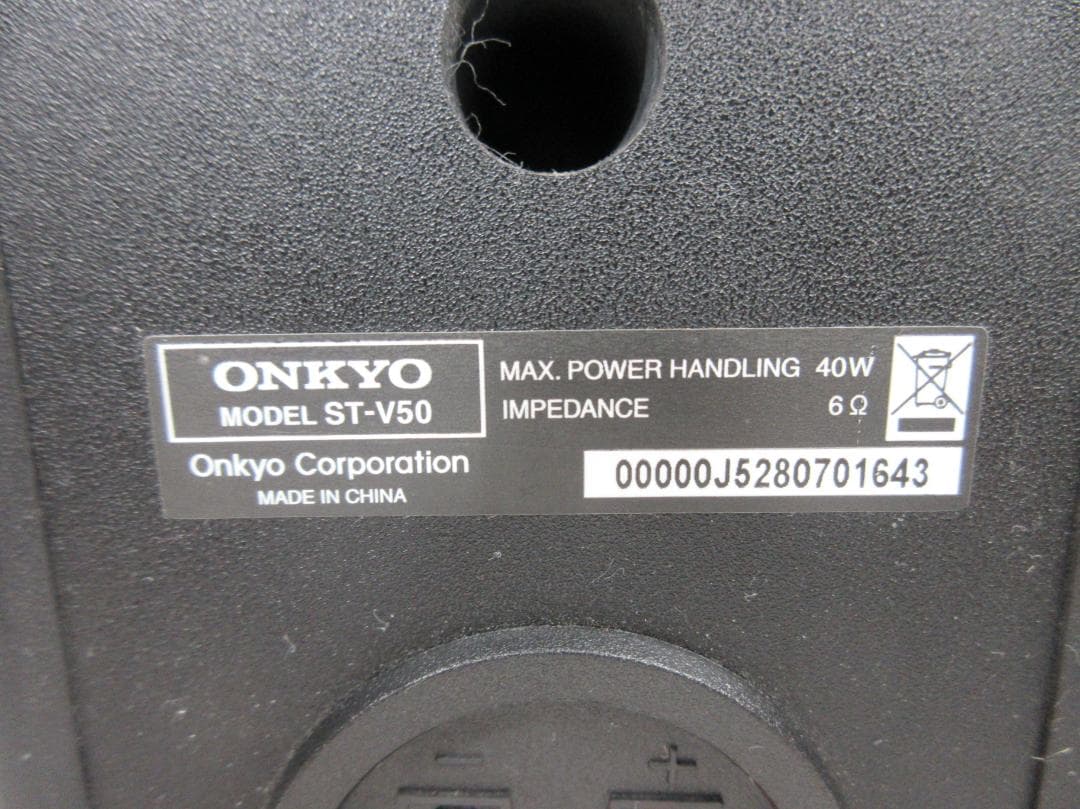 ONKYO
MODEL ST-V50
Onkyo Corporation
MADE IN CHINA
MAX. POWER HANDLING 40W
IMPEDANCE 6Ω
00000J5280701643
− +